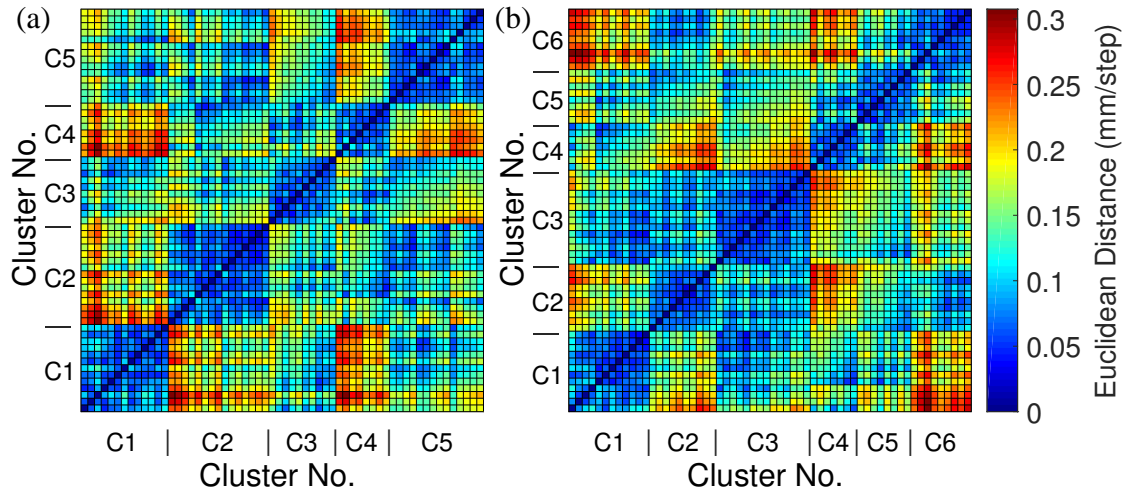 (a)
C5
C4
C3
C2
C1
Cluster No.
C1 | C2 | C3 | C4 | C5
Cluster No.
(b)
C6
C5
C4
C3
C2
C1
Cluster No.
C1 | C2 | C3 | C4 | C5 | C6
Cluster No.
0.3
0.25
0.2
0.15
0.1
0.05
0
Euclidean Distance (mm/step)